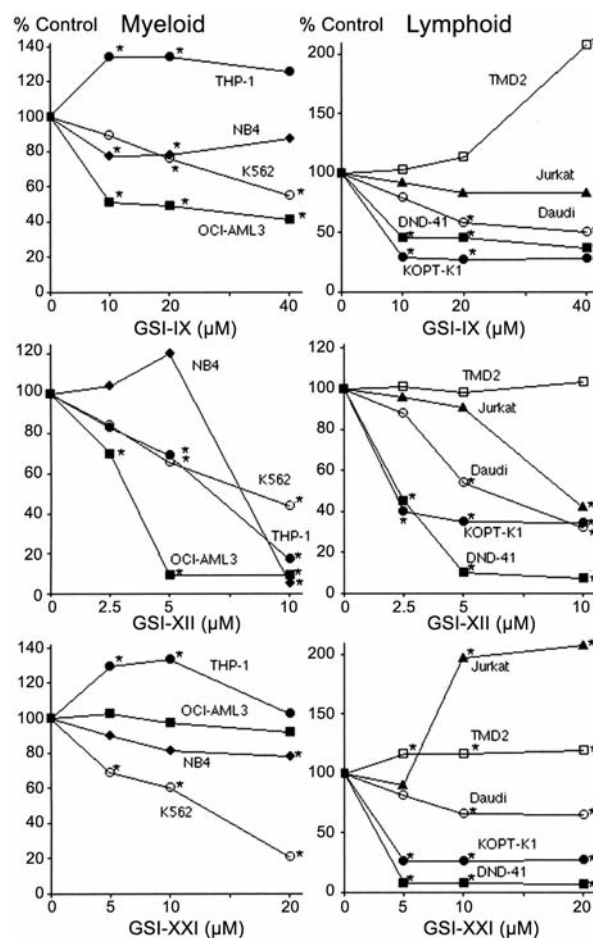 % Control Myeloid
% Control Lymphoid
140
120
100
80
60
40
20
0
THP-1
NB4
K562
OCI-AML3
0 10 20 40
GSI-IX (µM)
200
150
100
50
0
TMD2
Jurkat
Daudi
DND-41
KOPT-K1
0 10 20 40
GSI-IX (µM)
120
100
80
60
40
20
0
NB4
K562
THP-1
OCI-AML3
0 2.5 5 10
GSI-XII (µM)
120
100
80
60
40
20
0
TMD2
Jurkat
Daudi
KOPT-K1
DND-41
0 2.5 5 10
GSI-XII (µM)
140
120
100
80
60
40
20
0
THP-1
OCI-AML3
NB4
K562
0 5 10 20
GSI-XXI (µM)
200
150
100
50
0
Jurkat
TMD2
Daudi
KOPT-K1
DND-41
0 5 10 20
GSI-XXI (µM)